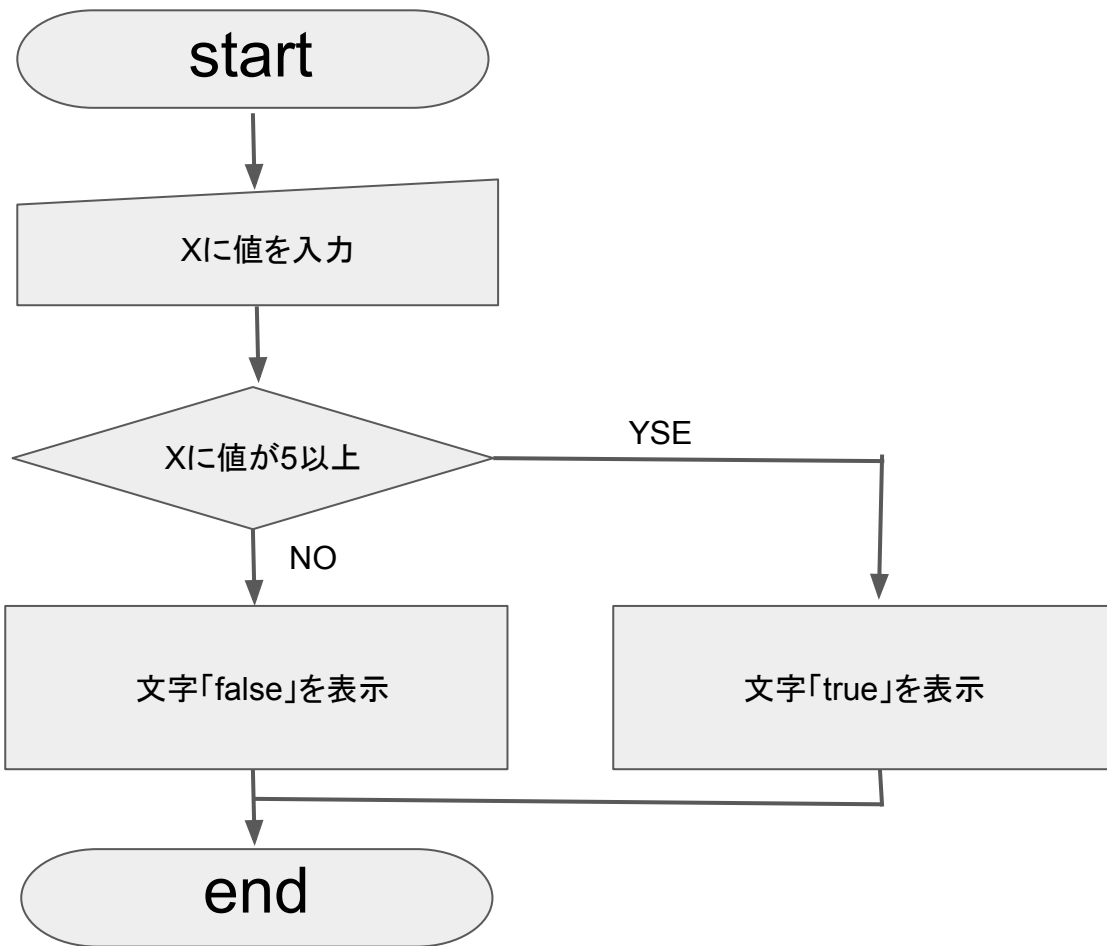 start
Xに値を入力
Xに値が5以上
YSE
NO
文字「false」を表示
文字「true」を表示
end